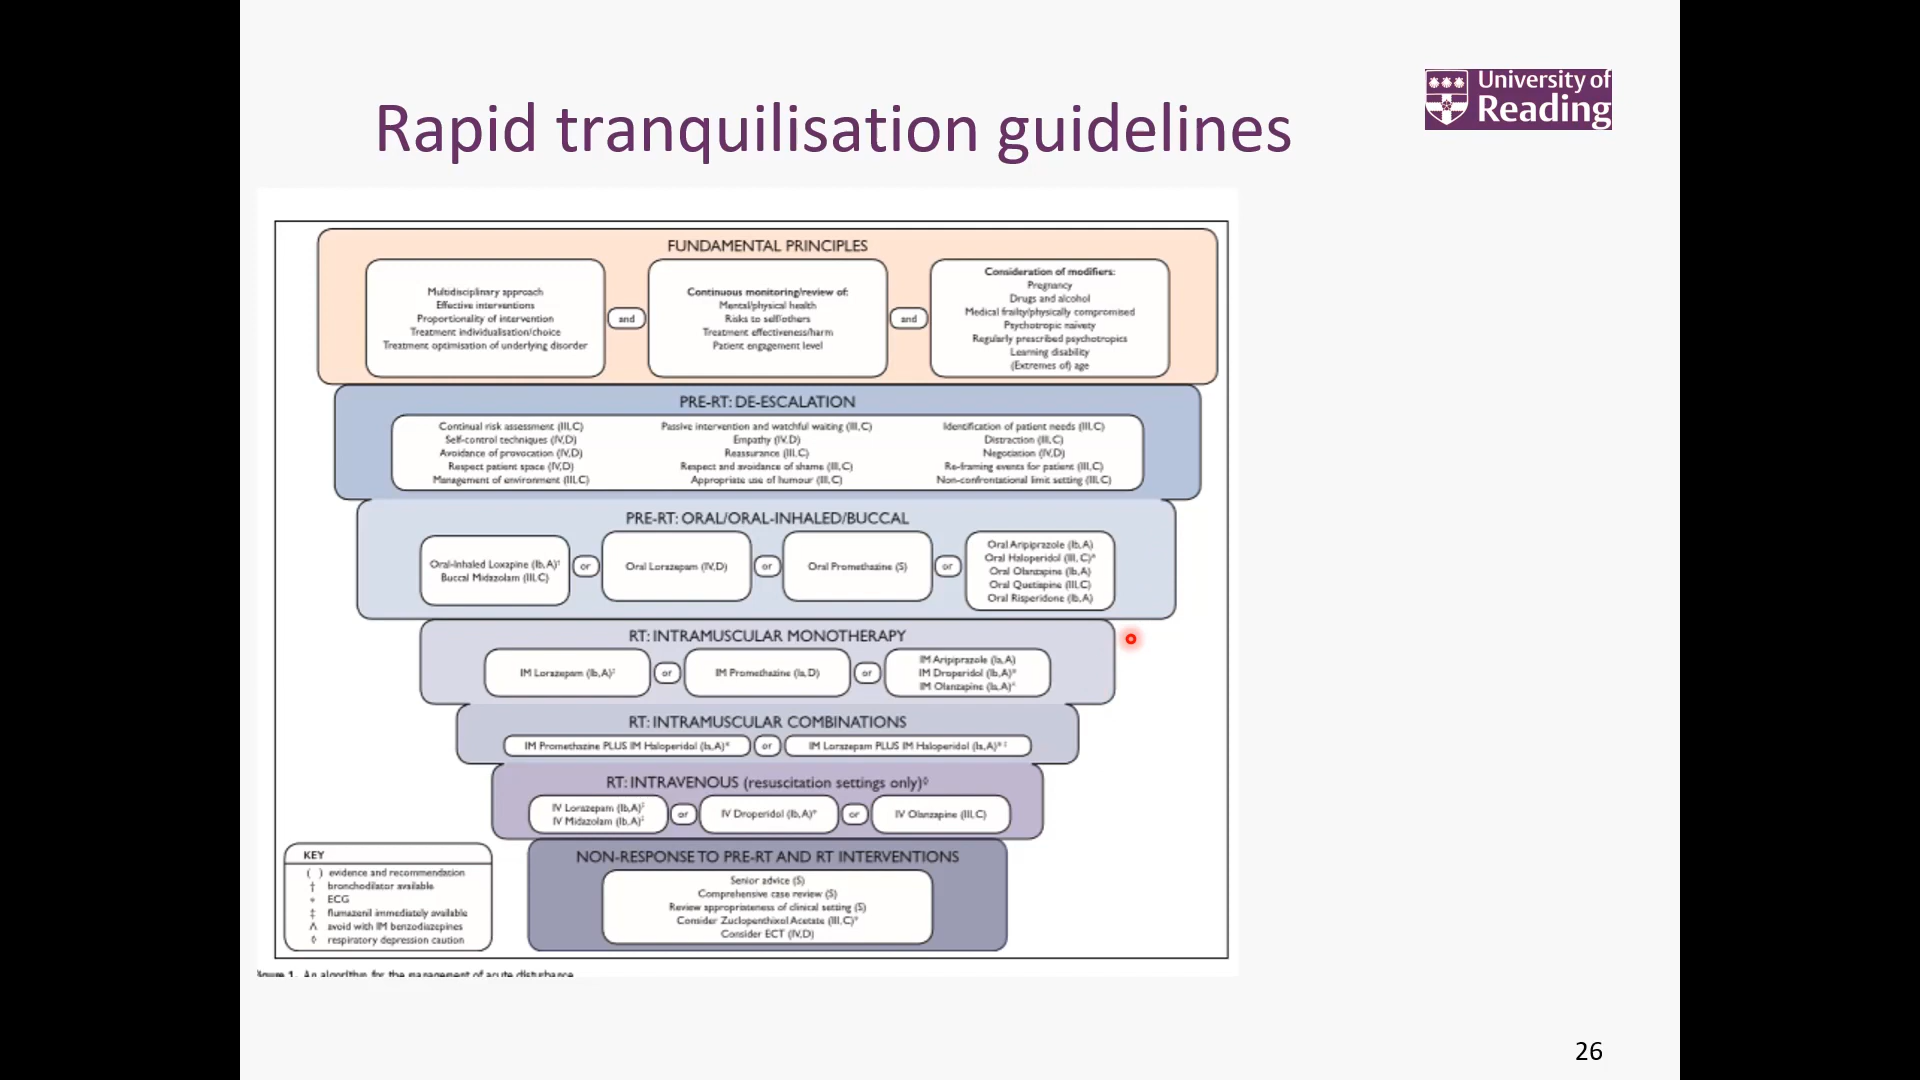 Rapid tranquilisation guidelines
University of
Reading
FUNDAMENTAL PRINCIPLES
Multidisciplinary approach
Effective interventions
Proportionality of intervention
Treatment individualisation/choice
Treatment optimisation of underlying disorder
and
Continuous monitoring/review of:
Mental/physical health
Risks to self/others
Treatment effectiveness/harm
Patient engagement level
and
Consideration of modifiers:
Pregnancy
Drugs and alcohol
Medical frailty/physically compromised
Psychotropic naivety
Regularly prescribed psychotropics
Learning disability
(Extremes of) age
PRE-RT: DE-ESCALATION
Continual risk assessment (III,C)
Self-control techniques (IV,D)
Avoidance of provocation (IV,D)
Respect patient space (IV,D)
Management of environment (III,C)
Passive intervention and watchful waiting (III,C)
Empathy (IV,D)
Reassurance (III,C)
Respect and avoidance of shame (III,C)
Appropriate use of humour (III,C)
Identification of patient needs (III,C)
Distraction (III,C)
Negotiation (IV,D)
Re-framing events for patient (III,C)
Non-confrontational limit setting (III,C)
PRE-RT: ORAL/ORAL-INHALED/BUCCAL
Oral-Inhaled Loxapine (Ib,A)†
Buccal Midazolam (III,C)
or
Oral Lorazepam (IV,D)
or
Oral Promethazine (S)
or
Oral Aripiprazole (Ib,A)
Oral Haloperidol (III, C)*
Oral Olanzapine (Ib,A)
Oral Quetiapine (III,C)
Oral Risperidone (Ib,A)
RT: INTRAMUSCULAR MONOTHERAPY
IM Lorazepam (Ib,A)‡
or
IM Promethazine (Ia,D)
or
IM Aripiprazole (Ia,A)
IM Droperidol (Ib,A)*
IM Olanzapine (Ia,A)^
RT: INTRAMUSCULAR COMBINATIONS
IM Promethazine PLUS IM Haloperidol (Ia,A)*
or
IM Lorazepam PLUS IM Haloperidol (Ia,A)* ‡
RT: INTRAVENOUS (resuscitation settings only)◊
IV Lorazepam (Ib,A)‡
IV Midazolam (Ib,A)‡
or
IV Droperidol (Ib,A)*
or
IV Olanzapine (III,C)
NON-RESPONSE TO PRE-RT AND RT INTERVENTIONS
Senior advice (S)
Comprehensive case review (S)
Review appropriateness of clinical setting (S)
Consider Zuclopenthixol Acetate (III,C)*
Consider ECT (IV,D)
KEY
( ) evidence and recommendation
† bronchodilator available
* ECG
‡ flumazenil immediately available
^ avoid with IM benzodiazepines
◊ respiratory depression caution
Figure 1. An algorithm for the management of acute disturbance
26